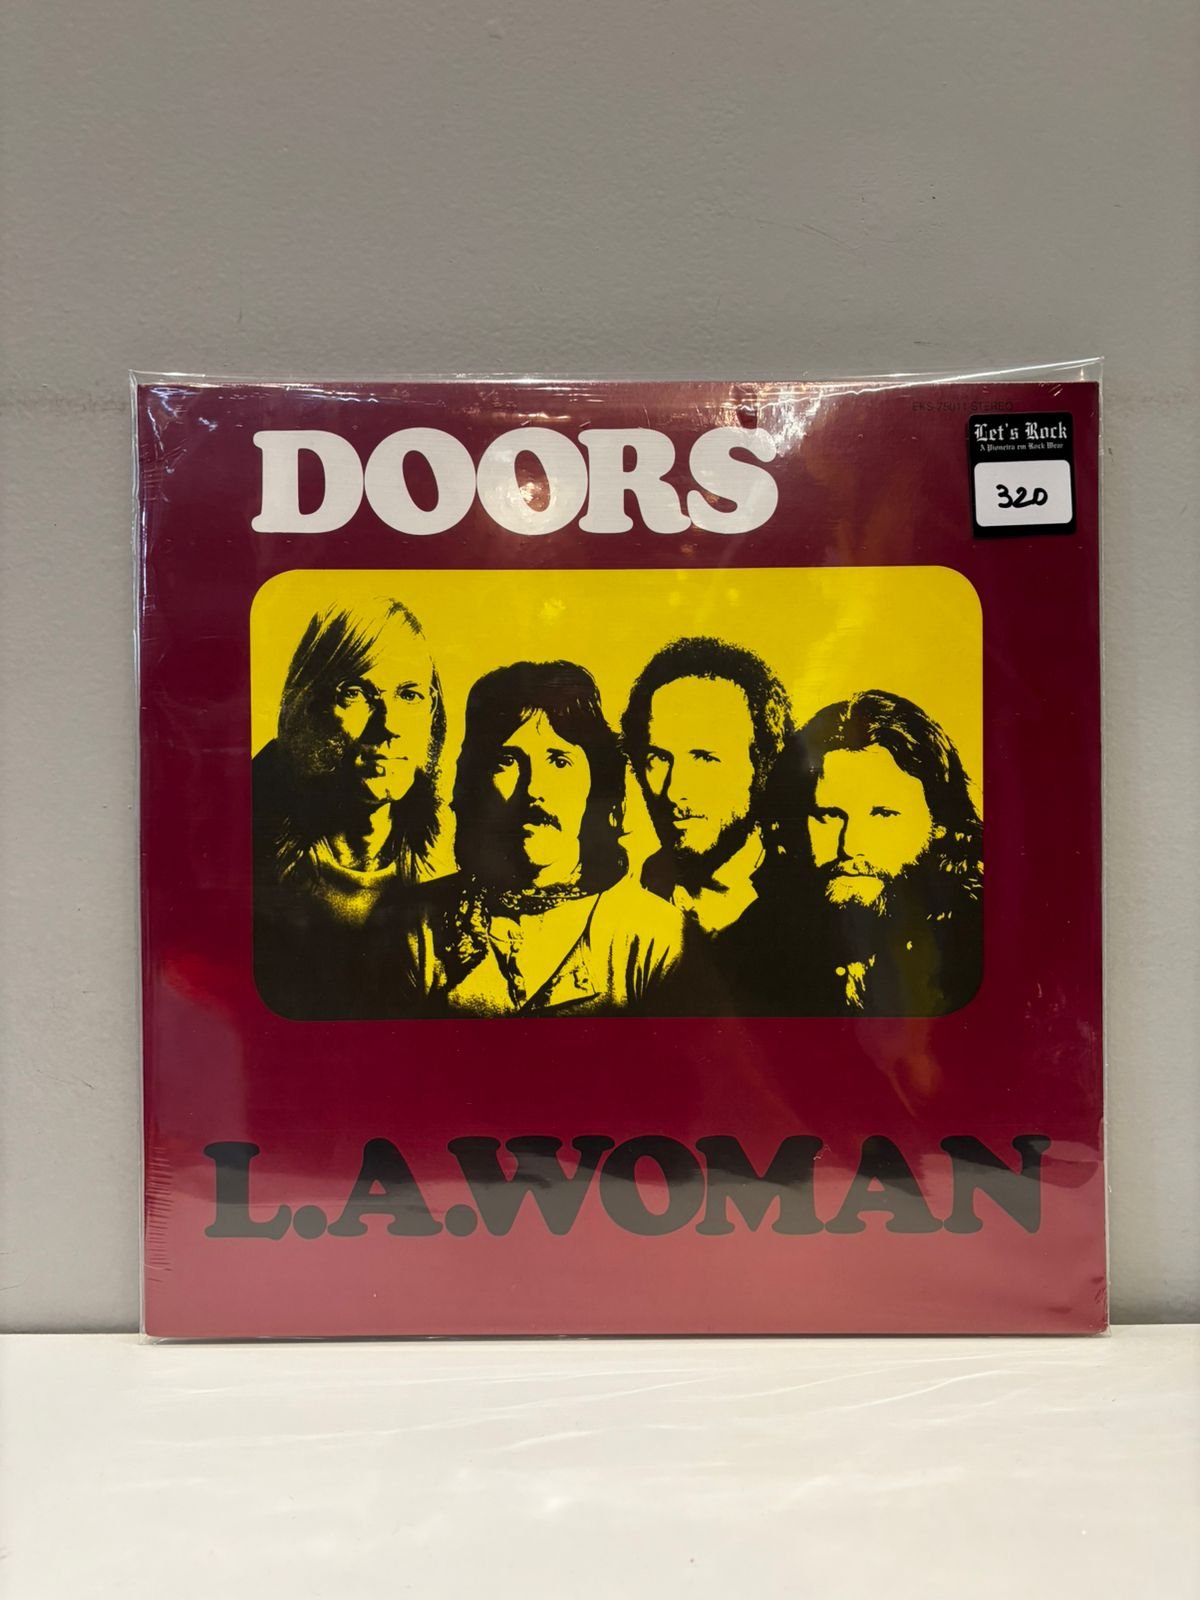 EKS 75011 STEREO
DOORS
Let's Rock
A Pioneira em Rock Wear
320
L.A.WOMAN